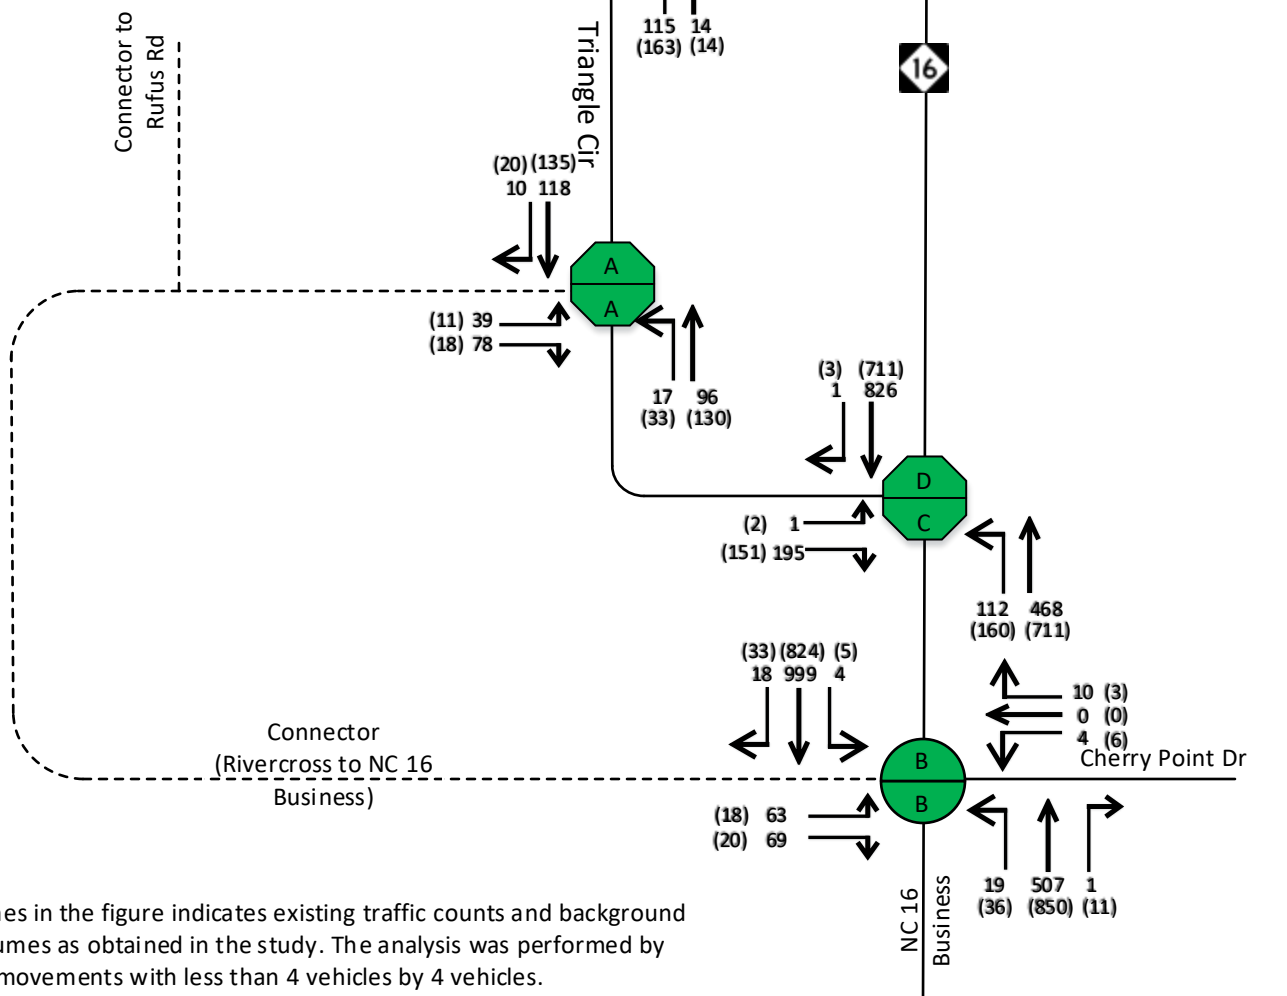 Connector to
Rufus Rd
Triangle Cir
115 14
(163) (14)
16
(20) (135)
10 118
A
A
(11) 39
(18) 78
17 96
(33) (130)
(3) (711)
1 826
D
C
(2) 1
(151) 195
112 468
(160) (711)
(33) (824) (5)
18 999 4
10 (3)
0 (0)
4 (6)
Cherry Point Dr
Connector
(Rivercross to NC 16
Business)
B
B
(18) 63
(20) 69
19 507 1
(36) (850) (11)
NC 16
Business
es in the figure indicates existing traffic counts and background
umes as obtained in the study. The analysis was performed by
movements with less than 4 vehicles by 4 vehicles.